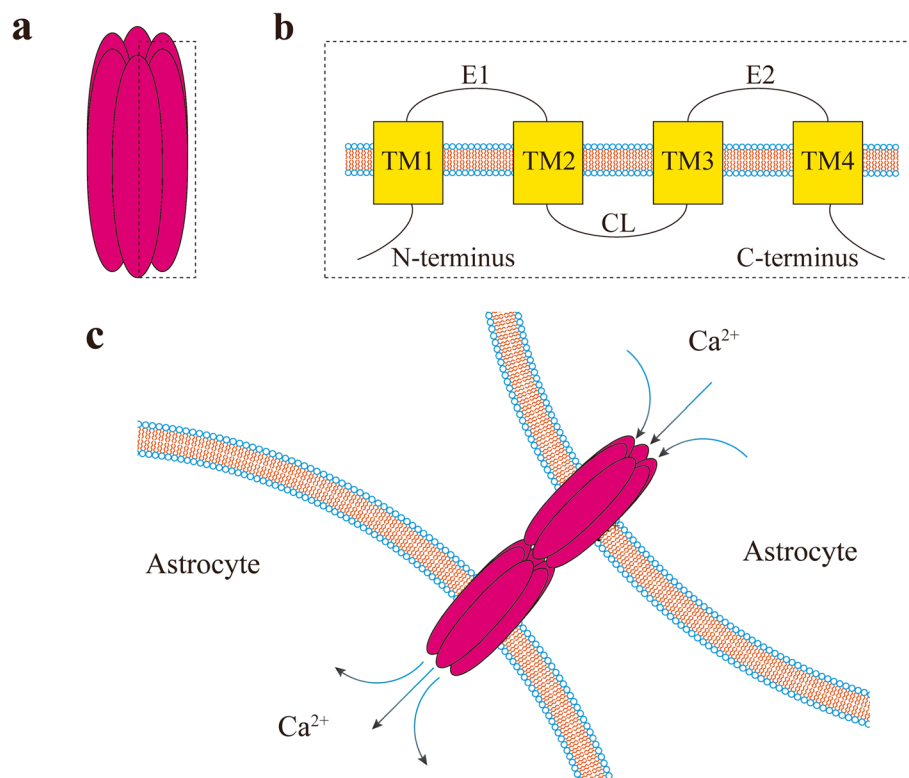 a
b
E1
E2
TM1
TM2
TM3
TM4
CL
N-terminus
C-terminus
c
Ca²⁺
Astrocyte
Astrocyte
Ca²⁺